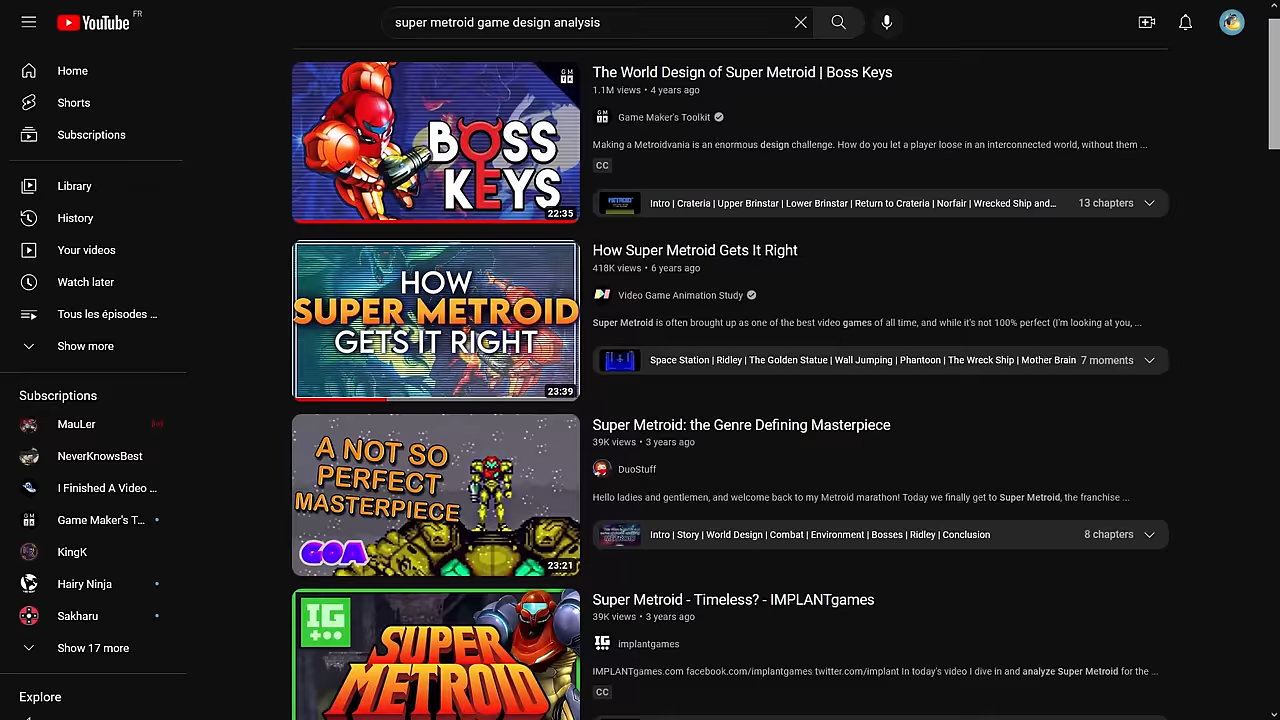 YouTube FR
super metroid game design analysis
Home
Shorts
Subscriptions
Library
History
Your videos
Watch later
Tous les épisodes ...
Show more
Subscriptions
MauLer
NeverKnowsBest
I Finished A Video ...
Game Maker's T...
KingK
Hairy Ninja
Sakharu
Show 17 more
Explore
GM
TK
BOSS
KEYS
22:35
The World Design of Super Metroid | Boss Keys
1.1M views • 4 years ago
Game Maker's Toolkit
Making a Metroidvania is an enormous design challenge. How do you let a player loose in an interconnected world, without them ...
CC
Intro | Crateria | Upper Brinstar | Lower Brinstar | Return to Crateria | Norfair | Wrecked Ship and...
13 chapters
HOW
SUPER METROID
GETS IT RIGHT
23:39
How Super Metroid Gets It Right
418K views • 6 years ago
Video Game Animation Study
Super Metroid is often brought up as one of the best video games of all time, and while it's not 100% perfect (I'm looking at you, ...
Space Station | Ridley | The Golden Statue | Wall Jumping | Phantoon | The Wreck Ship | Mother Brain
7 moments
A NOT SO
PERFECT
MASTERPIECE
GOA
23:21
Super Metroid: the Genre Defining Masterpiece
39K views • 3 years ago
DuoStuff
Hello ladies and gentlemen, and welcome back to my Metroid marathon! Today we finally get to Super Metroid, the franchise ...
Intro | Story | World Design | Combat | Environment | Bosses | Ridley | Conclusion
8 chapters
IG
SUPER
METROID
Super Metroid - Timeless? - IMPLANTgames
39K views • 3 years ago
IG
implantgames
IMPLANTgames.com facebook.com/implantgames twitter.com/implant In today's video I dive in and analyze Super Metroid for the ...
CC